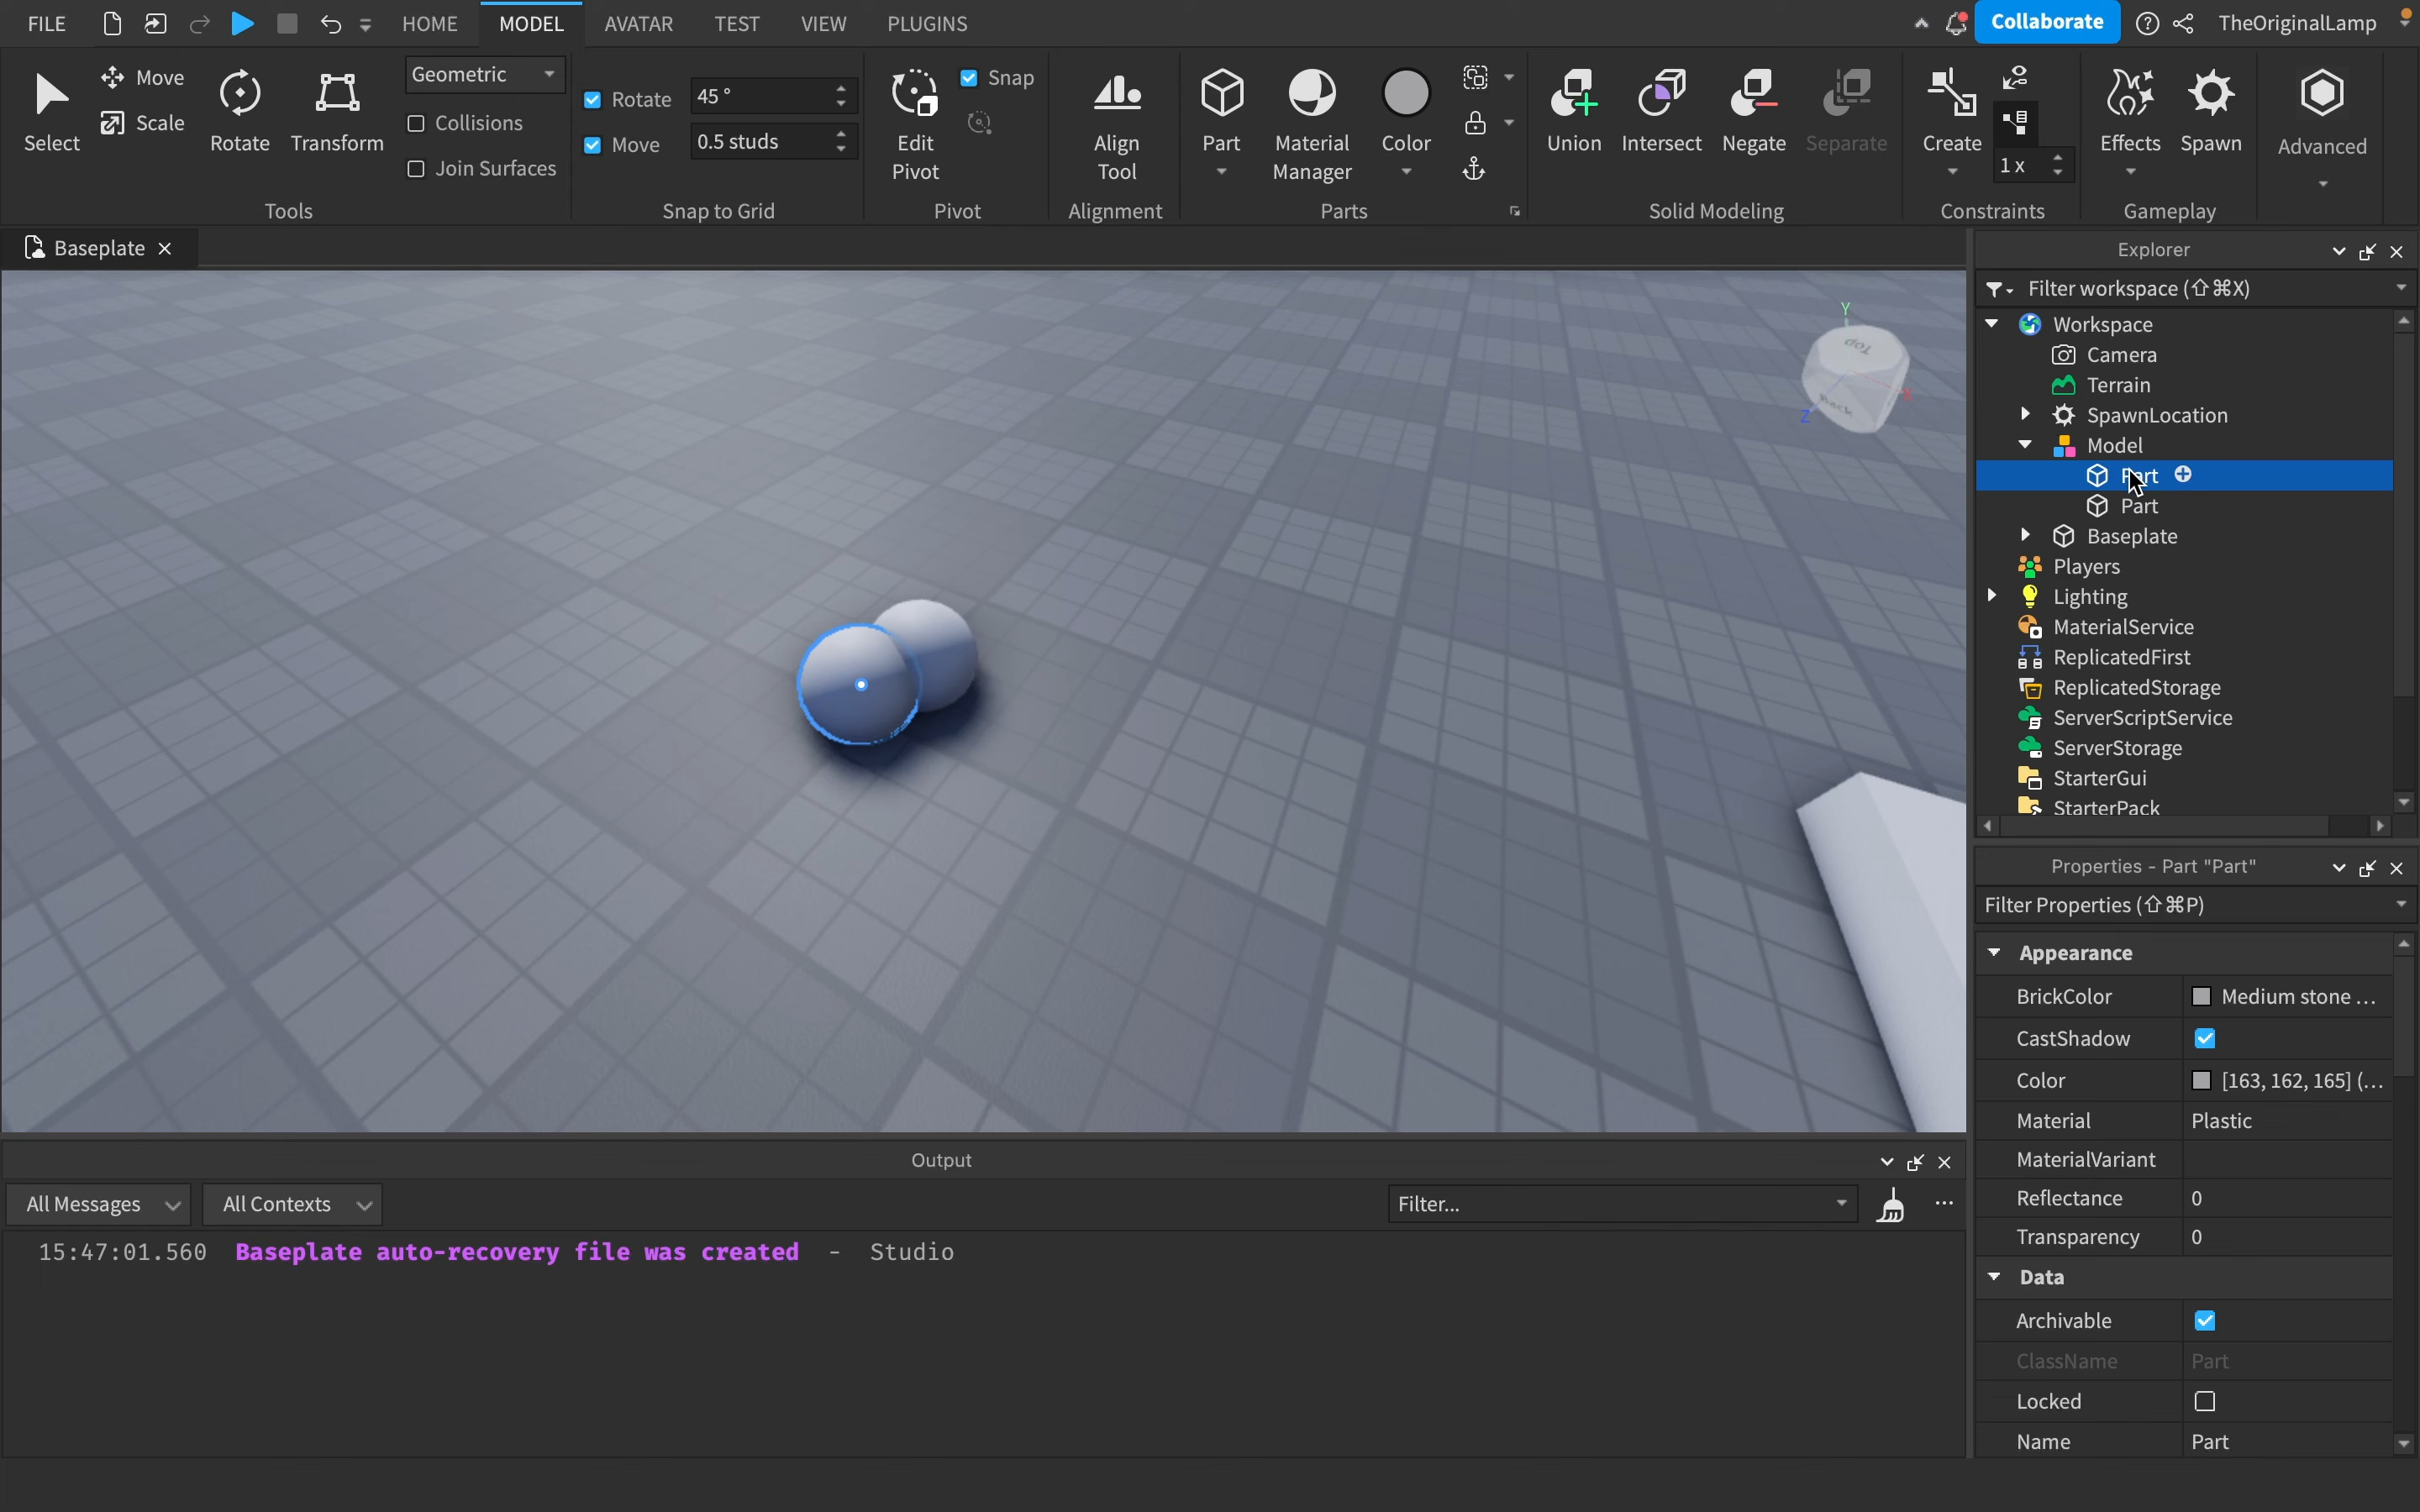 FILE HOME MODEL AVATAR TEST VIEW PLUGINS Collaborate TheOriginalLamp
Select
Move
Scale
Rotate
Transform
Geometric
Collisions
Join Surfaces
Tools
Rotate 45 °
Move 0.5 studs
Snap to Grid
Edit
Pivot
Snap
Pivot
Align
Tool
Alignment
Part
Material
Manager
Color
Parts
Union
Intersect
Negate
Separate
Solid Modeling
Create
1 x
Constraints
Effects
Spawn
Gameplay
Advanced
Baseplate
Y
Top
Back
X
Z
Explorer
Filter workspace (⇧⌘X)
Workspace
Camera
Terrain
SpawnLocation
Model
Part
Part
Baseplate
Players
Lighting
MaterialService
ReplicatedFirst
ReplicatedStorage
ServerScriptService
ServerStorage
StarterGui
StarterPack
Properties - Part "Part"
Filter Properties (⇧⌘P)
Appearance
BrickColor Medium stone ...
CastShadow
Color [163, 162, 165] (...
Material Plastic
MaterialVariant
Reflectance 0
Transparency 0
Data
Archivable
ClassName Part
Locked
Name Part
Output
All Messages All Contexts Filter... ...
15:47:01.560 Baseplate auto-recovery file was created - Studio